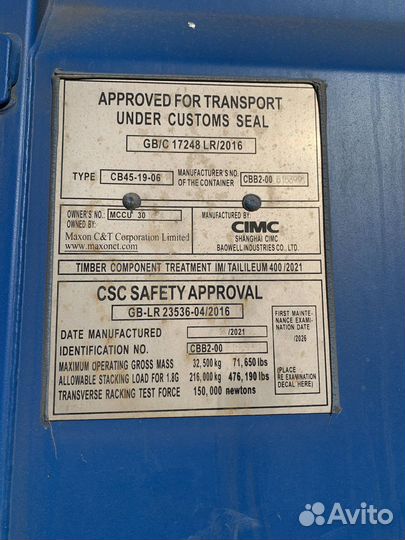 APPROVED FOR TRANSPORT
UNDER CUSTOMS SEAL
GB/C 17248 LR/2016
TYPE CB45-19-06 MANUFACTURER'S NO. OF THE CONTAINER CBB2-00
OWNER'S NO.: MCCU 30
OWNED BY:
Maxon C&T Corporation Limited
www.maxonct.com
MANUFACTURED BY:
CIMC
SHANGHAI CIMC
BAOWELL INDUSTRIES CO., LTD.
TIMBER COMPONENT TREATMENT IM/TAILILEUM 400 /2021
CSC SAFETY APPROVAL
GB-LR 23536-04/2016
DATE MANUFACTURED /2021
IDENTIFICATION NO. CBB2-00
MAXIMUM OPERATING GROSS MASS 32,500 kg 71,650 lbs
ALLOWABLE STACKING LOAD FOR 1.8G 216,000 kg 476,190 lbs
TRANSVERSE RACKING TEST FORCE 150,000 newtons
FIRST MAINTE-
NANCE EXAMI-
NATION DATE
/2026
(PLACE
RE EXAMINATION
DECAL HERE)
Avito